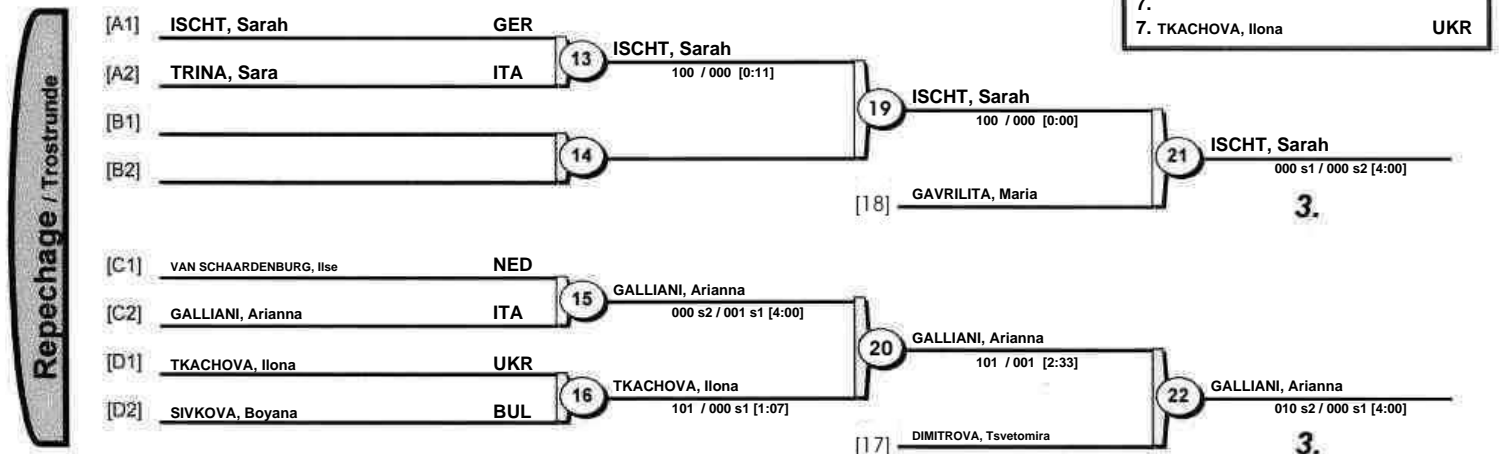 7.
7. TKACHOVA, Ilona UKR
Repechage / Trostrunde
[A1] ISCHT, Sarah GER
[A2] TRINA, Sara ITA
13
ISCHT, Sarah
100 / 000 [0:11]
[B1]
[B2]
14
19
ISCHT, Sarah
100 / 000 [0:00]
[18] GAVRILITA, Maria
21
ISCHT, Sarah
000 s1 / 000 s2 [4:00]
3.
[C1] VAN SCHAARDENBURG, Ilse NED
[C2] GALLIANI, Arianna ITA
15
GALLIANI, Arianna
000 s2 / 001 s1 [4:00]
[D1] TKACHOVA, Ilona UKR
[D2] SIVKOVA, Boyana BUL
16
TKACHOVA, Ilona
101 / 000 s1 [1:07]
20
GALLIANI, Arianna
101 / 001 [2:33]
[17] DIMITROVA, Tsvetomira
22
GALLIANI, Arianna
010 s2 / 000 s1 [4:00]
3.